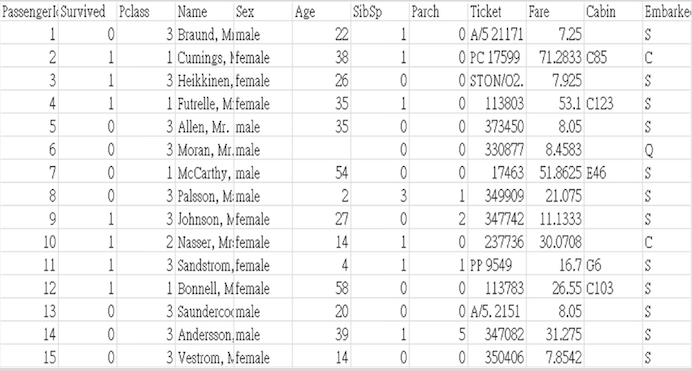 PassengerId Survived Pclass Name Sex Age SibSp Parch Ticket Fare Cabin Embarke
1 0 3 Braund, M male 22 1 0 A/5 21171 7.25 S
2 1 1 Cumings, female 38 1 0 PC 17599 71.2833 C85 C
3 1 3 Heikkinen, female 26 0 0 STON/O2. 7.925 S
4 1 1 Futrelle, M female 35 1 0 113803 53.1 C123 S
5 0 3 Allen, Mr. male 35 0 0 373450 8.05 S
6 0 3 Moran, Mr. male 0 0 330877 8.4583 Q
7 0 1 McCarthy, male 54 0 0 17463 51.8625 E46 S
8 0 3 Palsson, M male 2 3 1 349909 21.075 S
9 1 3 Johnson, M female 27 0 2 347742 11.1333 S
10 1 2 Nasser, Mr female 14 1 0 237736 30.0708 C
11 1 3 Sandstrom, female 4 1 1 PP 9549 16.7 G6 S
12 1 1 Bonnell, M female 58 0 0 113783 26.55 C103 S
13 0 3 Saunderco male 20 0 0 A/5. 2151 8.05 S
14 0 3 Andersson, male 39 1 5 347082 31.275 S
15 0 3 Vestrom, M female 14 0 0 350406 7.8542 S